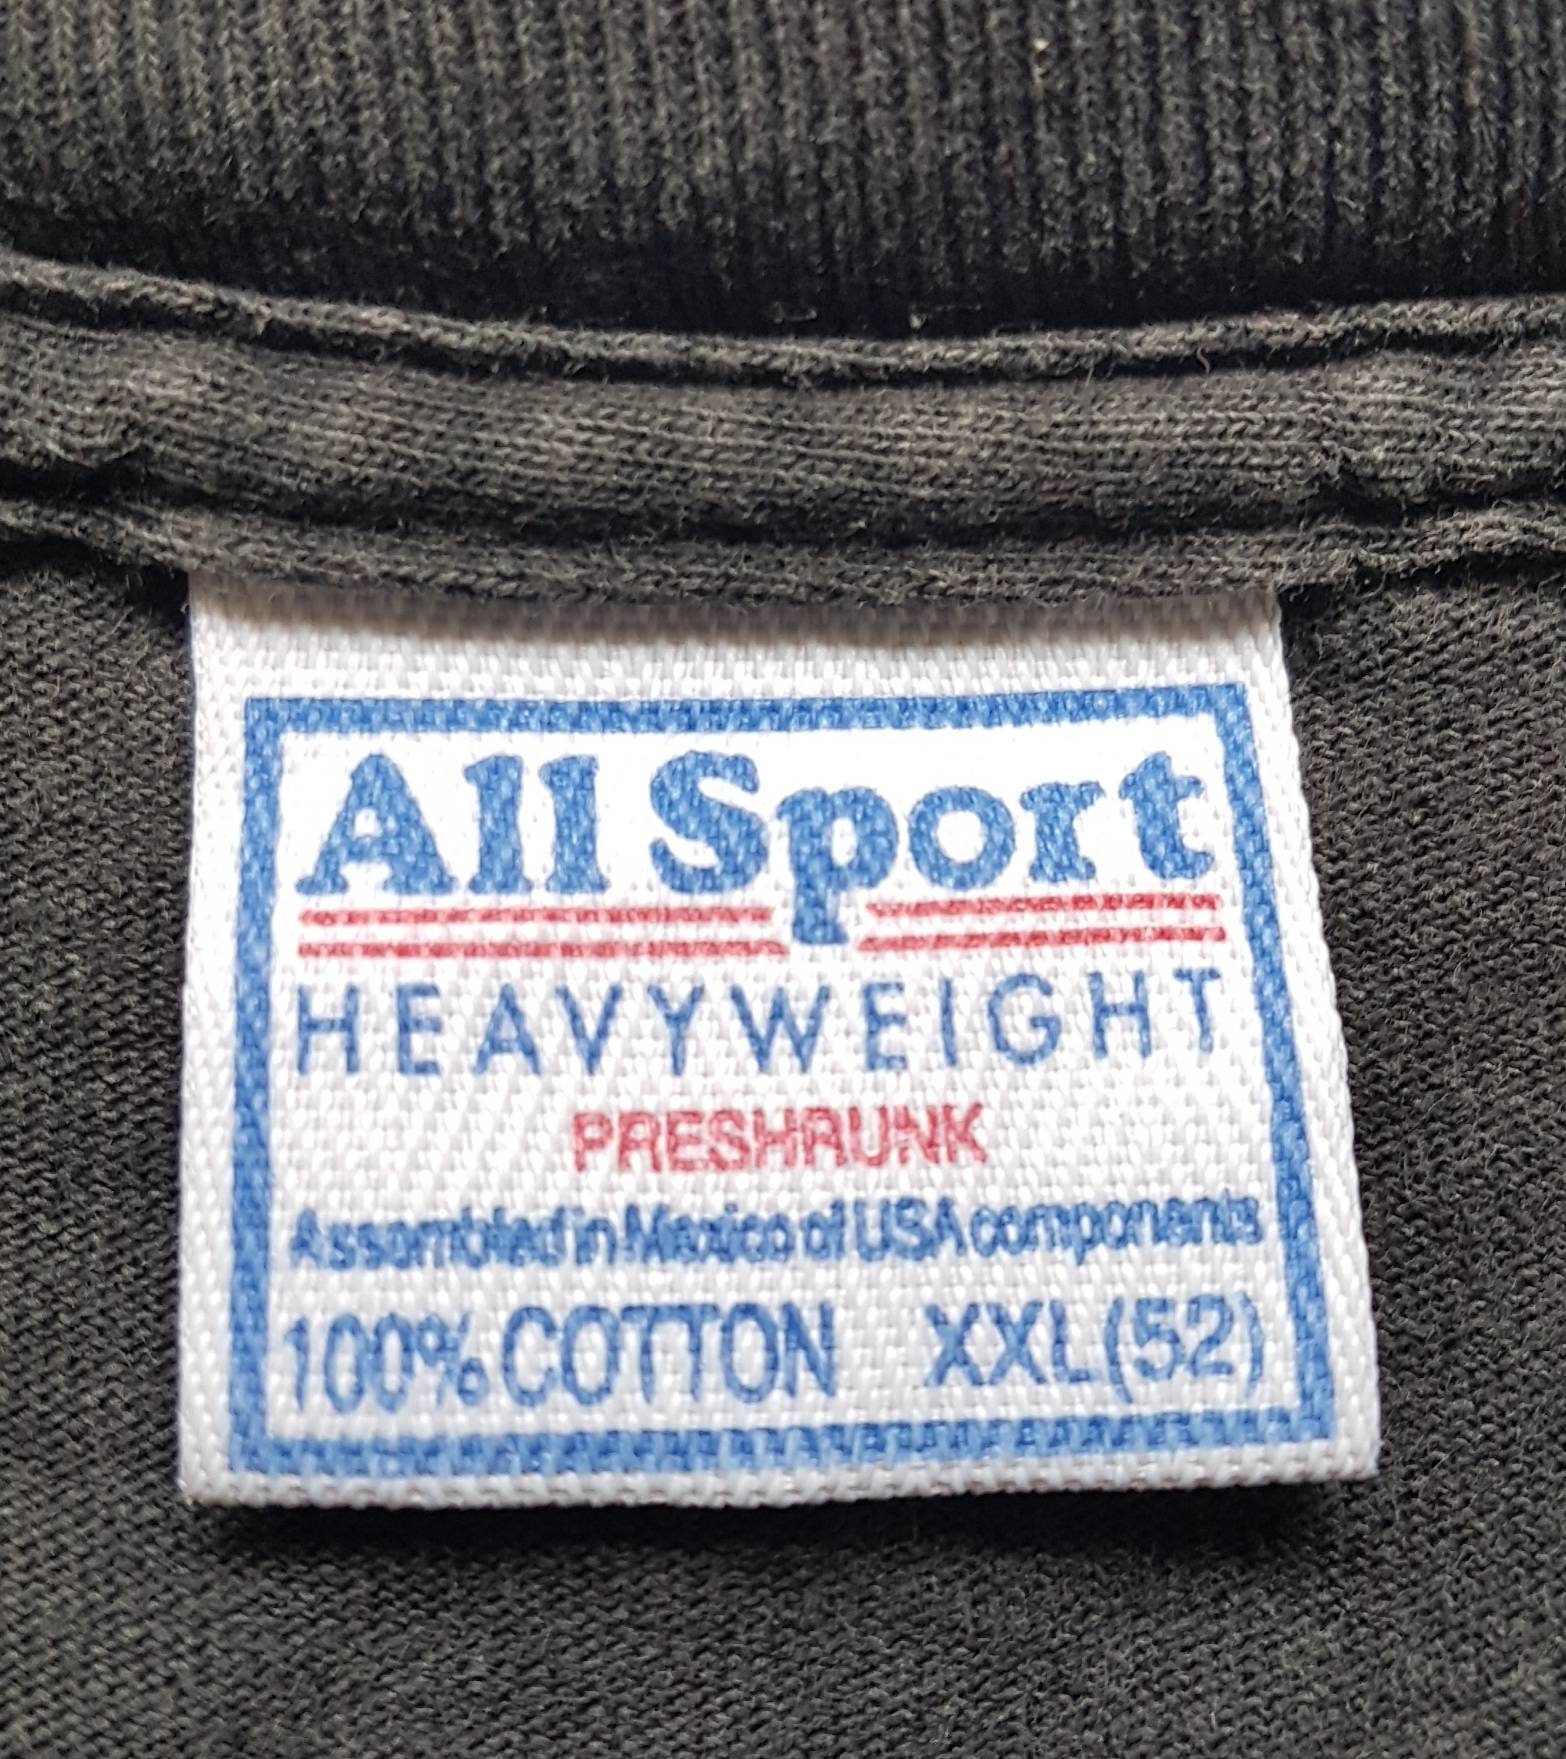 All Sport
HEAVYWEIGHT
PRESHRUNK
Assembled in Mexico of USA components
100% COTTON XXL (52)